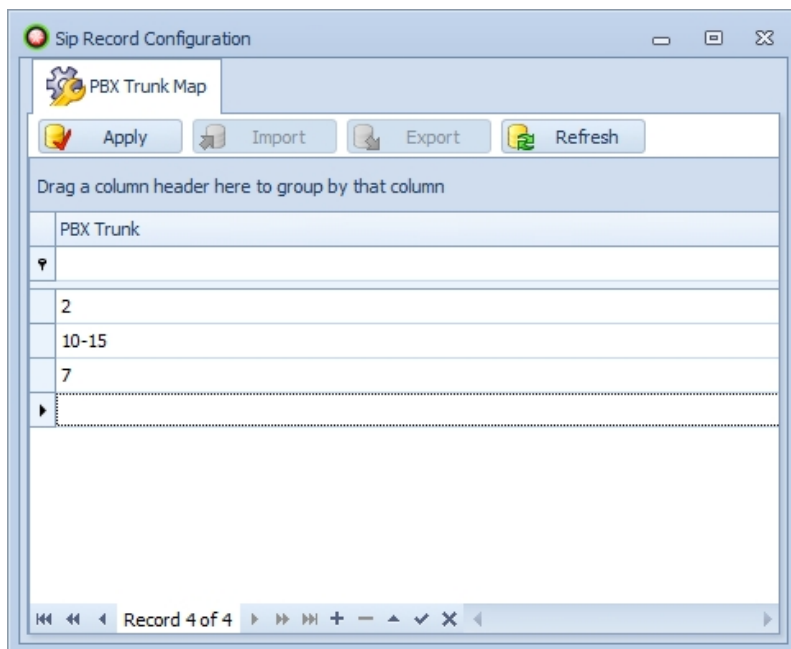 Sip Record Configuration
PBX Trunk Map
Apply Import Export Refresh
Drag a column header here to group by that column
PBX Trunk
2
10-15
7
Record 4 of 4